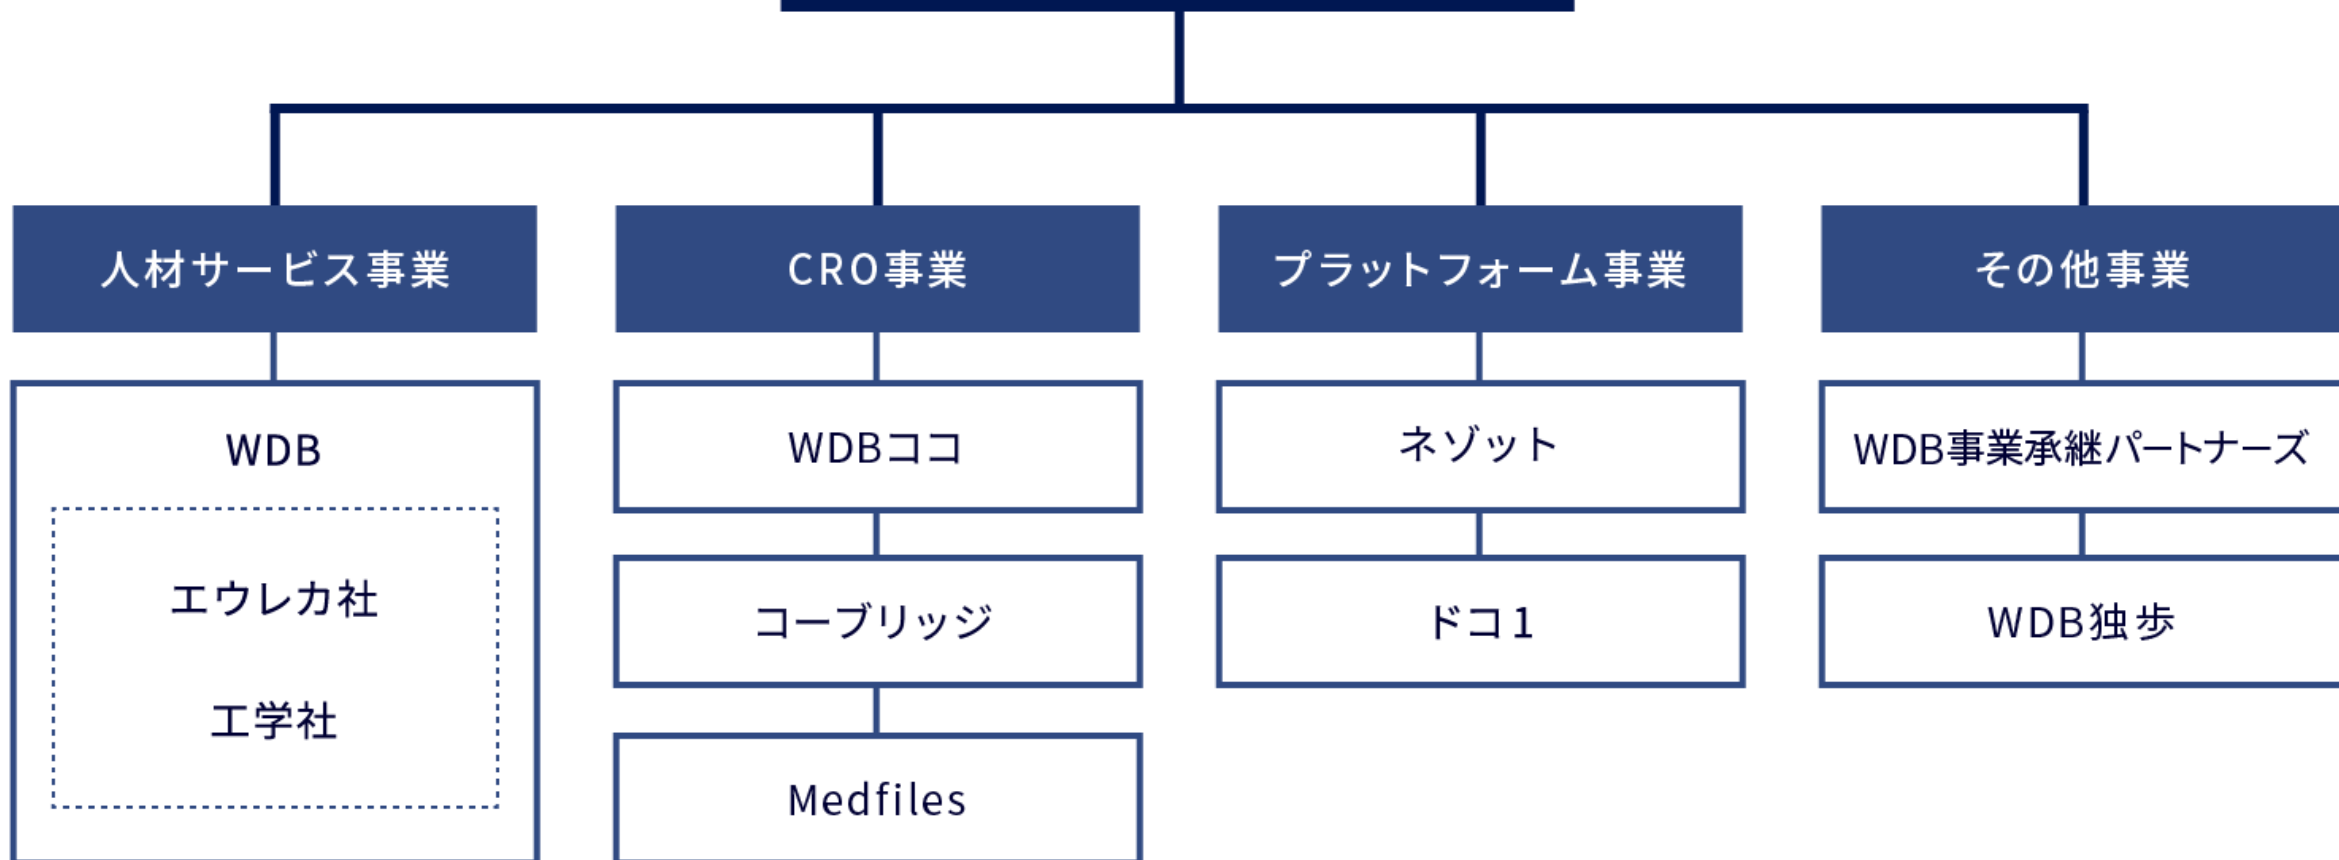 人材サービス事業
CRO事業
プラットフォーム事業
その他事業
WDB
エウレカ社
工学社
WDBココ
コーブリッジ
Medfiles
ネゾット
ドコ1
WDB事業承継パートナーズ
WDB独歩